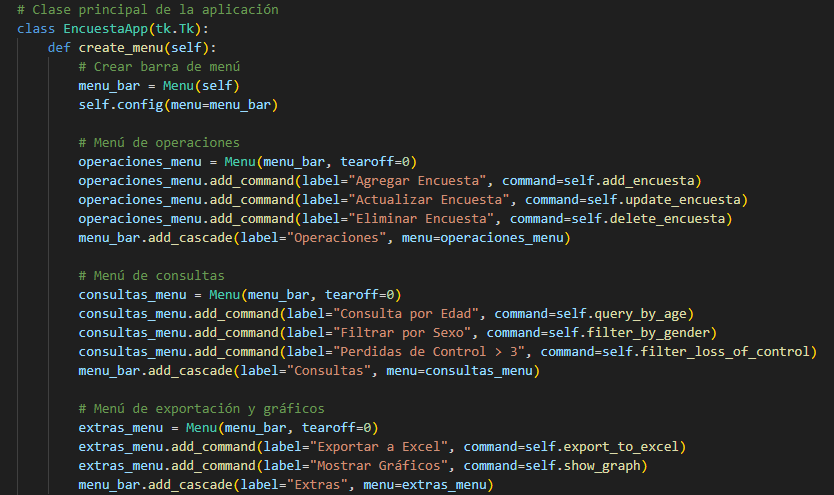 # Clase principal de la aplicación
class EncuestaApp(tk.Tk):
def create_menu(self):
# Crear barra de menú
menu_bar = Menu(self)
self.config(menu=menu_bar)
# Menú de operaciones
operaciones_menu = Menu(menu_bar, tearoff=0)
operaciones_menu.add_command(label="Agregar Encuesta", command=self.add_encuesta)
operaciones_menu.add_command(label="Actualizar Encuesta", command=self.update_encuesta)
operaciones_menu.add_command(label="Eliminar Encuesta", command=self.delete_encuesta)
menu_bar.add_cascade(label="Operaciones", menu=operaciones_menu)
# Menú de consultas
consultas_menu = Menu(menu_bar, tearoff=0)
consultas_menu.add_command(label="Consulta por Edad", command=self.query_by_age)
consultas_menu.add_command(label="Filtrar por Sexo", command=self.filter_by_gender)
consultas_menu.add_command(label="Perdidas de Control > 3", command=self.filter_loss_of_control)
menu_bar.add_cascade(label="Consultas", menu=consultas_menu)
# Menú de exportación y gráficos
extras_menu = Menu(menu_bar, tearoff=0)
extras_menu.add_command(label="Exportar a Excel", command=self.export_to_excel)
extras_menu.add_command(label="Mostrar Gráficos", command=self.show_graph)
menu_bar.add_cascade(label="Extras", menu=extras_menu)